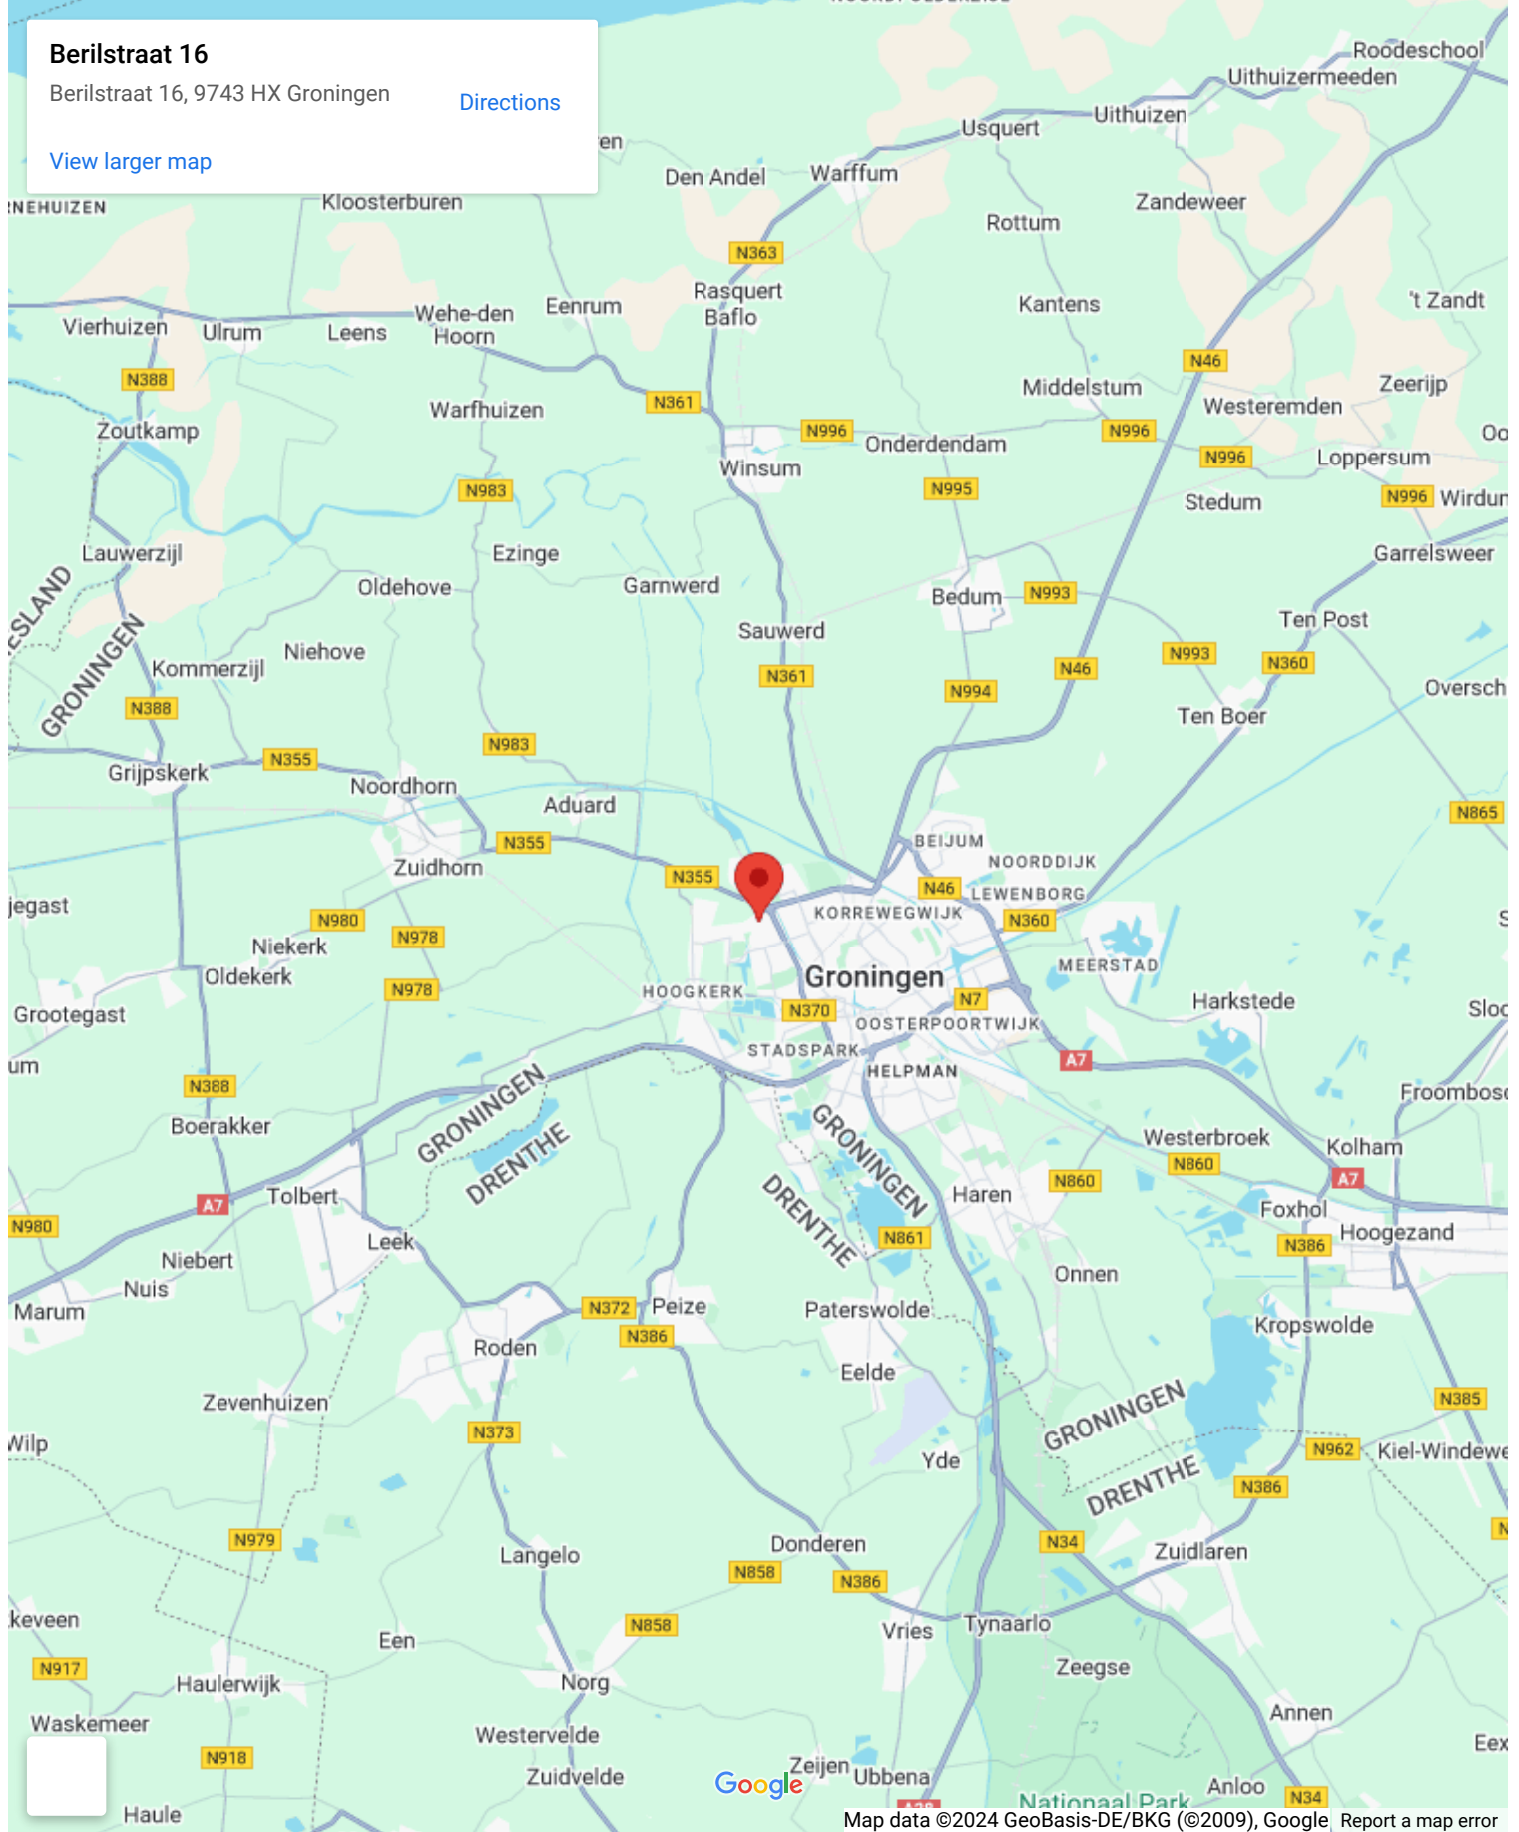 Berilstraat 16
Berilstraat 16, 9743 HX Groningen
Directions
View larger map
Roodeschool
Uithuizermeeden
Uithuizen
Usquert
Warffum
Den Andel
Kloosterburen
Zandeweer
Rottum
N363
Rasquert
Baflo
Kantens
't Zandt
Eenrum
Wehe-den
Hoorn
Vierhuizen
Ulrum
Leens
N46
N388
Middelstum
Zeerijp
N361
Warfhuizen
Westeremden
Zoutkamp
N996
N996
Onderdendam
N996
Loppersum
Winsum
N983
N995
N996
Stedum
Lauwerzijl
Ezinge
Garrelsweer
Oldehove
Garnwerd
Bedum
N993
Ten Post
Sauwerd
GRONINGEN
Niehove
Kommerzijl
N361
N46
N993
N360
N994
N388
Ten Boer
N983
N355
Grijpskerk
Noordhorn
Aduard
N865
N355
BEIJUM
NOORDDIJK
Zuidhorn
N355
N46
LEWENBORG
KORREWEGWIJK
N360
N980
N978
Niekerk
Oldekerk
Groningen
MEERSTAD
N978
HOOGKERK
N7
Harkstede
N370
Grootegast
OOSTERPOORTWIJK
STADSPARK
A7
HELPMAN
N388
GRONINGEN
DRENTHE
Boerakker
GRONINGEN
DRENTHE
Westerbroek
Kolham
N860
N860
A7
Tolbert
A7
Haren
Foxhol
N980
Leek
N861
N386
Hoogezand
Niebert
Nuis
Onnen
Marum
N372
Peize
Paterswolde
Kropswolde
N386
Roden
Eelde
Zevenhuizen
GRONINGEN
DRENTHE
N385
N373
Yde
N962
N386
N979
Donderen
N34
Zuidlaren
Langelo
N858
N386
N858
Vries
Tynaarlo
Een
N917
Zeegse
Haulerwijk
Norg
Annen
Waskemeer
Westervelde
N918
Zeijen
Ubbena
Zuidvelde
Google
Anloo
N34
Nationaal Park
Haule
Map data ©2024 GeoBasis-DE/BKG (©2009), Google
Report a map error